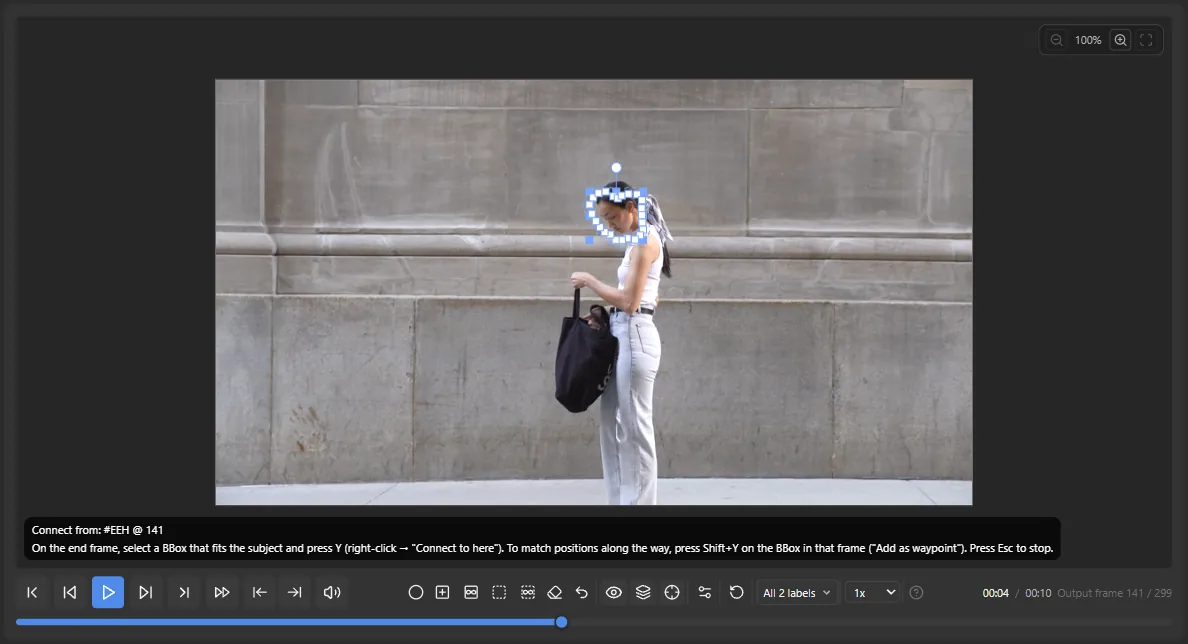 100%
Connect from: #EEH @ 141
On the end frame, select a BBox that fits the subject and press Y (right-click → "Connect to here"). To match positions along the way, press Shift+Y on the BBox in that frame ("Add as waypoint"). Press Esc to stop.
All 2 labels 1x 00:04 / 00:10 Output frame 141 / 299